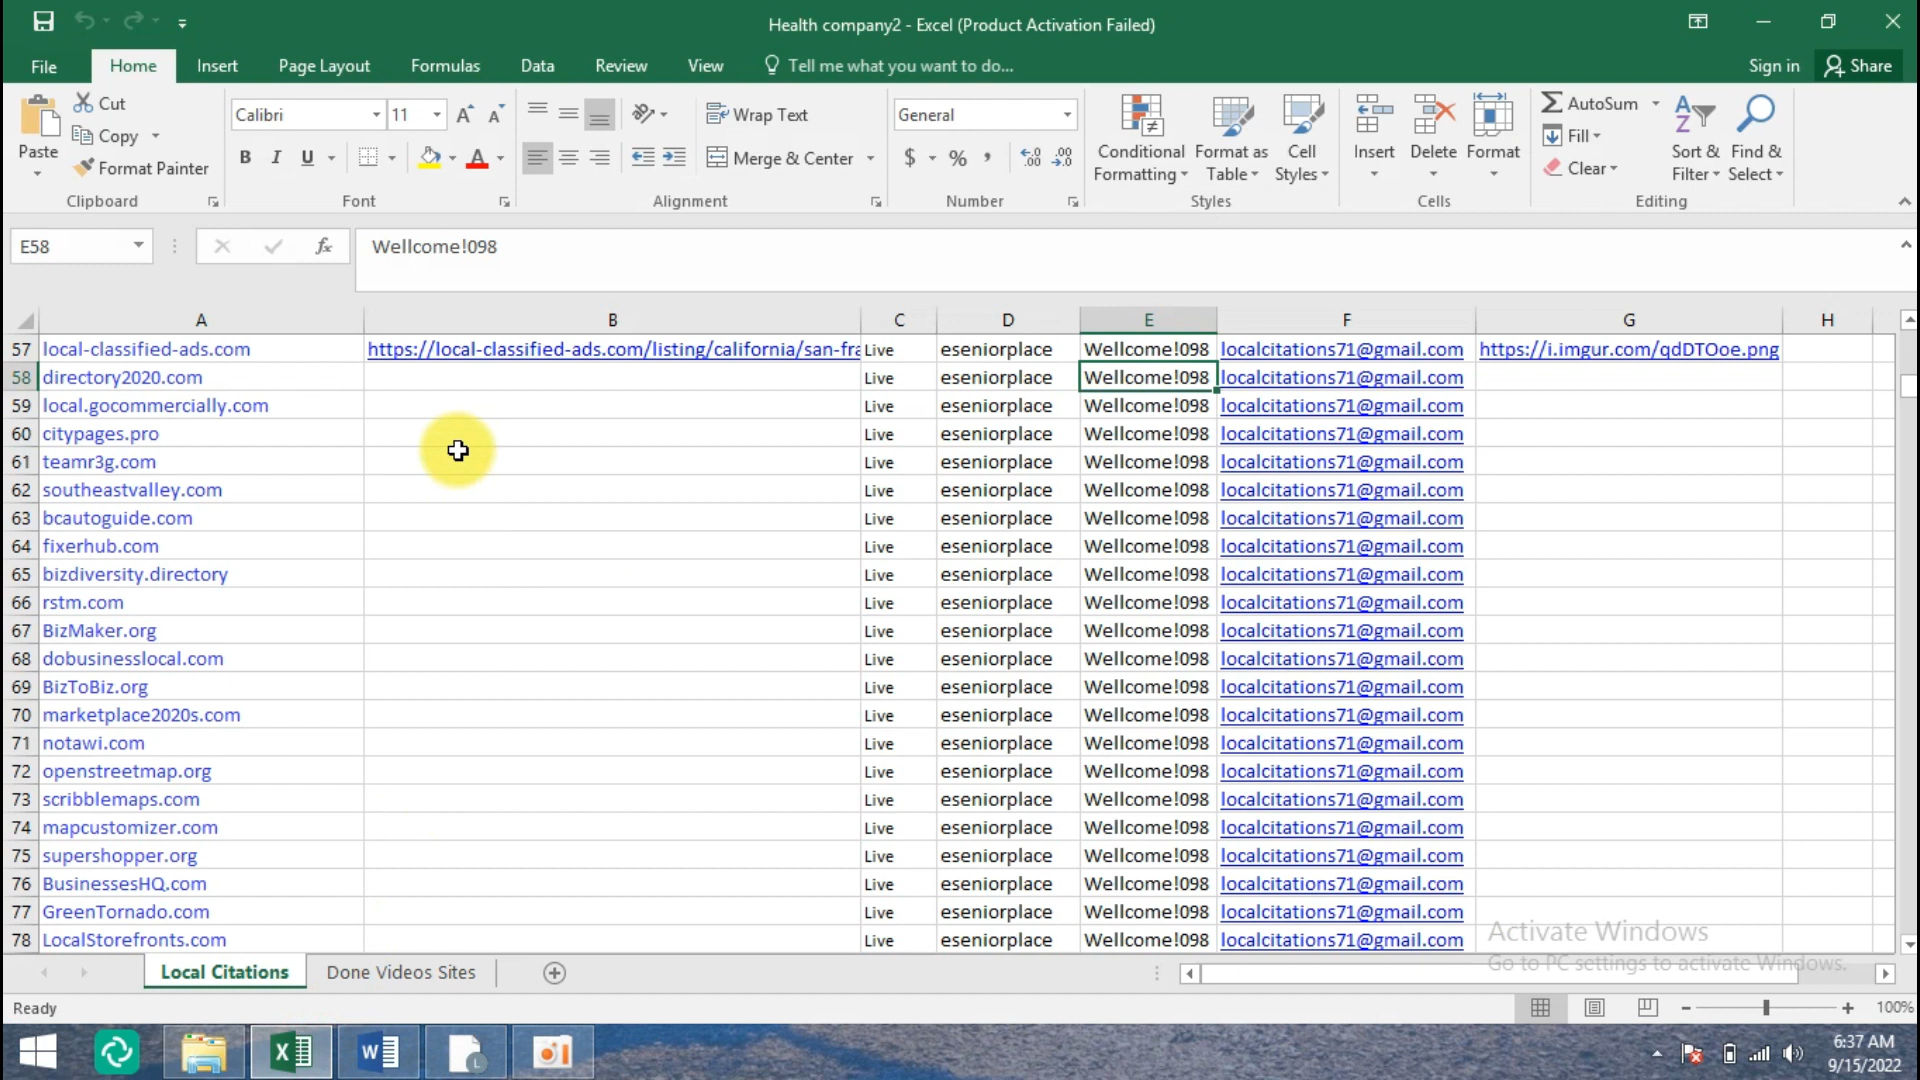 Health company2 - Excel (Product Activation Failed)
File Home Insert Page Layout Formulas Data Review View Tell me what you want to do... Sign in Share
Paste Cut Copy Format Painter Clipboard
Calibri 11 B I U A A A Font
Wrap Text Merge & Center Alignment
General $ % , .00 .0 Number
Conditional Formatting Format as Table Cell Styles Styles
Insert Delete Format Cells
AutoSum Fill Clear Sort & Filter Find & Select Editing
E58 fx Wellcome!098
A B C D E F G H
57 local-classified-ads.com https://local-classified-ads.com/listing/california/san-fra Live eseniorplace Wellcome!098 localcitations71@gmail.com https://i.imgur.com/qdDTOoe.png
58 directory2020.com Live eseniorplace Wellcome!098 localcitations71@gmail.com
59 local.gocommercially.com Live eseniorplace Wellcome!098 localcitations71@gmail.com
60 citypages.pro Live eseniorplace Wellcome!098 localcitations71@gmail.com
61 teamr3g.com Live eseniorplace Wellcome!098 localcitations71@gmail.com
62 southeastvalley.com Live eseniorplace Wellcome!098 localcitations71@gmail.com
63 bcautoguide.com Live eseniorplace Wellcome!098 localcitations71@gmail.com
64 fixerhub.com Live eseniorplace Wellcome!098 localcitations71@gmail.com
65 bizdiversity.directory Live eseniorplace Wellcome!098 localcitations71@gmail.com
66 rstm.com Live eseniorplace Wellcome!098 localcitations71@gmail.com
67 BizMaker.org Live eseniorplace Wellcome!098 localcitations71@gmail.com
68 dobusinesslocal.com Live eseniorplace Wellcome!098 localcitations71@gmail.com
69 BizToBiz.org Live eseniorplace Wellcome!098 localcitations71@gmail.com
70 marketplace2020s.com Live eseniorplace Wellcome!098 localcitations71@gmail.com
71 notawi.com Live eseniorplace Wellcome!098 localcitations71@gmail.com
72 openstreetmap.org Live eseniorplace Wellcome!098 localcitations71@gmail.com
73 scribblemaps.com Live eseniorplace Wellcome!098 localcitations71@gmail.com
74 mapcustomizer.com Live eseniorplace Wellcome!098 localcitations71@gmail.com
75 supershopper.org Live eseniorplace Wellcome!098 localcitations71@gmail.com
76 BusinessesHQ.com Live eseniorplace Wellcome!098 localcitations71@gmail.com
77 GreenTornado.com Live eseniorplace Wellcome!098 localcitations71@gmail.com
78 LocalStorefronts.com Live eseniorplace Wellcome!098 localcitations71@gmail.com
Activate Windows
Go to PC settings to activate Windows.
Local Citations Done Videos Sites
Ready 100%
6:37 AM
9/15/2022